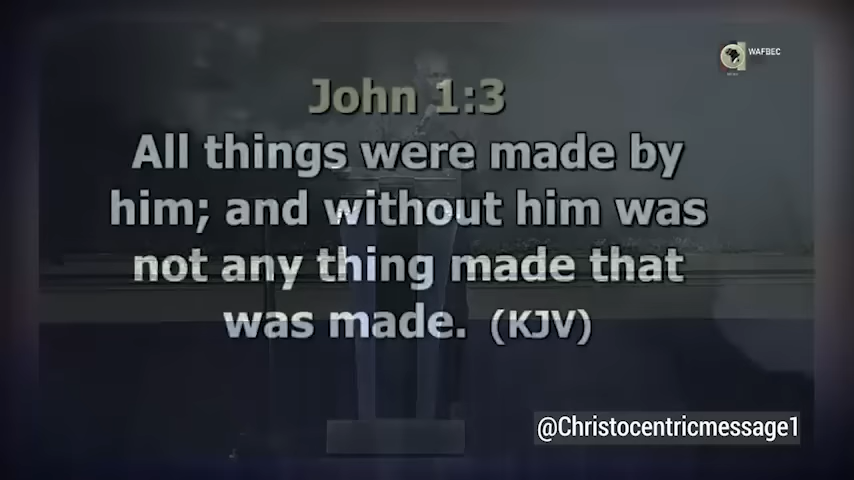 WAFBEC
John 1:3
All things were made by
him; and without him was
not any thing made that
was made. (KJV)
@Christocentricmessage1